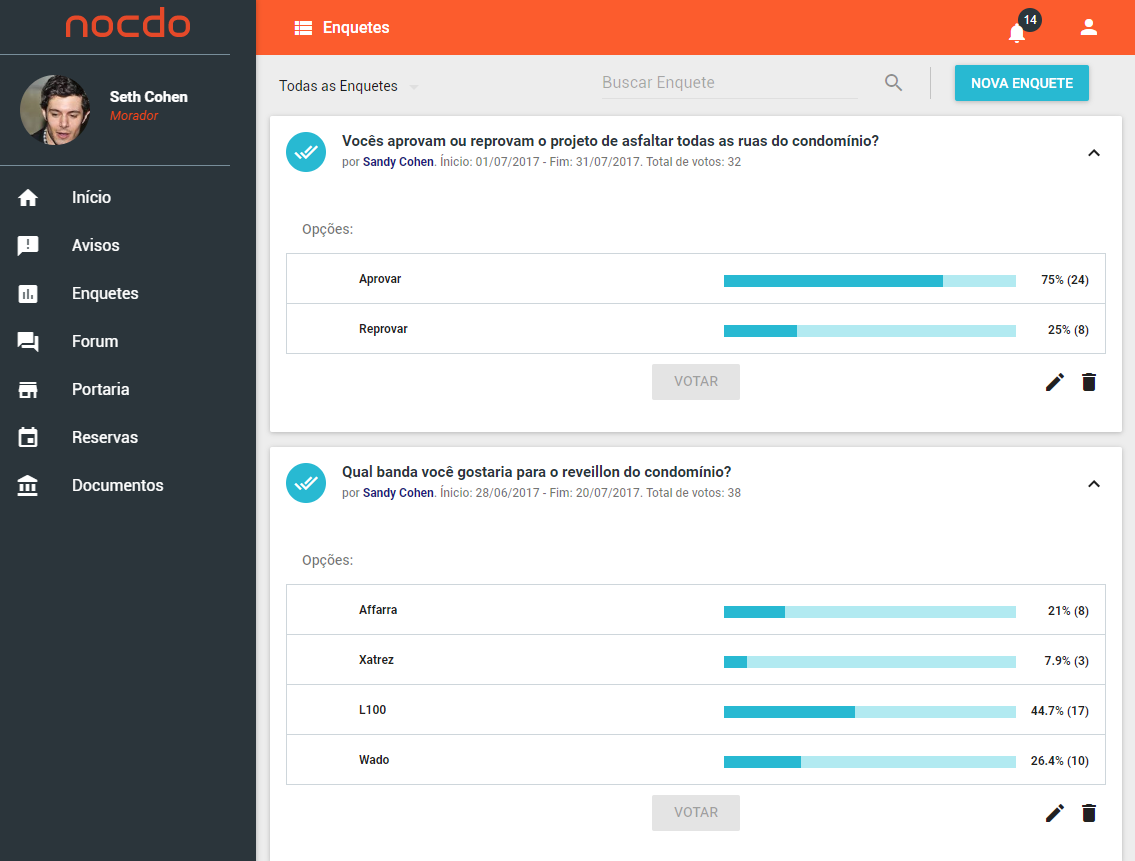 nocdo
Seth Cohen
Morador
Início
Avisos
Enquetes
Forum
Portaria
Reservas
Documentos
Enquetes
14
Todas as Enquetes
Buscar Enquete
NOVA ENQUETE
Vocês aprovam ou reprovam o projeto de asfaltar todas as ruas do condomínio?
por Sandy Cohen. Ínicio: 01/07/2017 - Fim: 31/07/2017. Total de votos: 32
Opções:
Aprovar 75% (24)
Reprovar 25% (8)
VOTAR
Qual banda você gostaria para o reveillon do condomínio?
por Sandy Cohen. Ínicio: 28/06/2017 - Fim: 20/07/2017. Total de votos: 38
Opções:
Affarra 21% (8)
Xatrez 7.9% (3)
L100 44.7% (17)
Wado 26.4% (10)
VOTAR